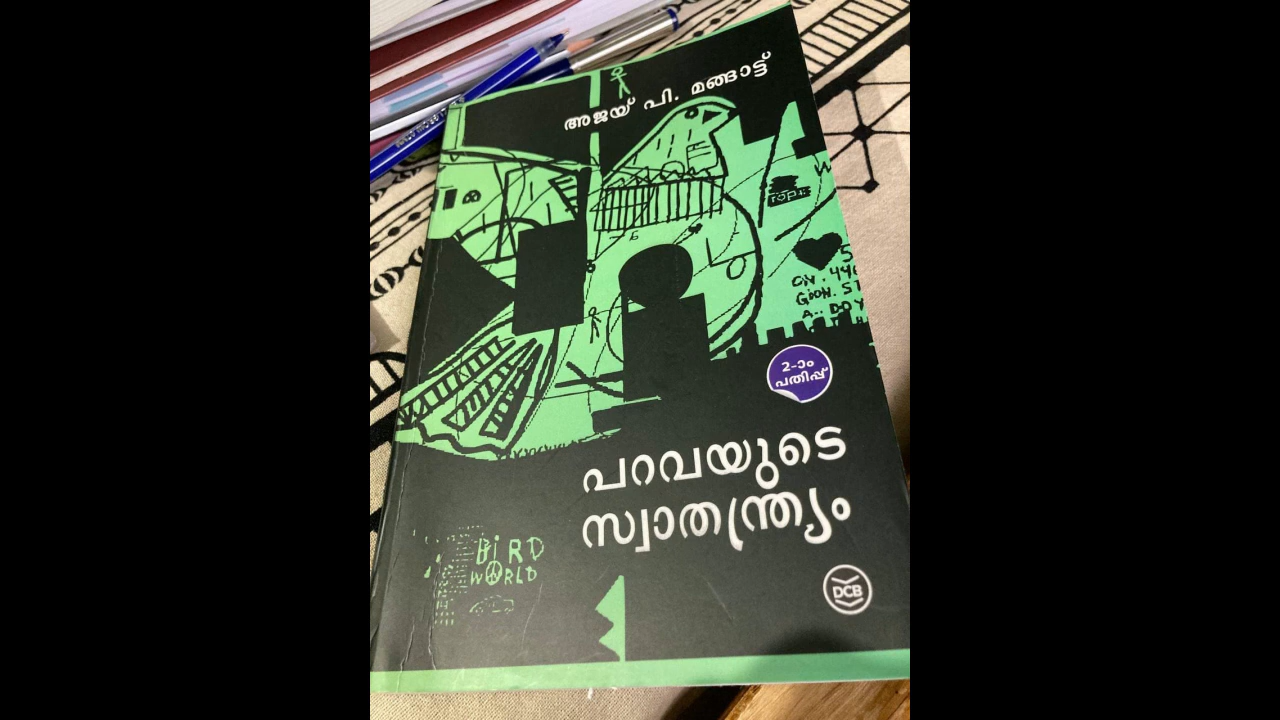 അജയ് പി. മങ്ങാട്ട്
2-ാം
പതിപ്പ്
പറവയുടെ
സ്വാതന്ത്ര്യം
BiRD
WORLD
DCB